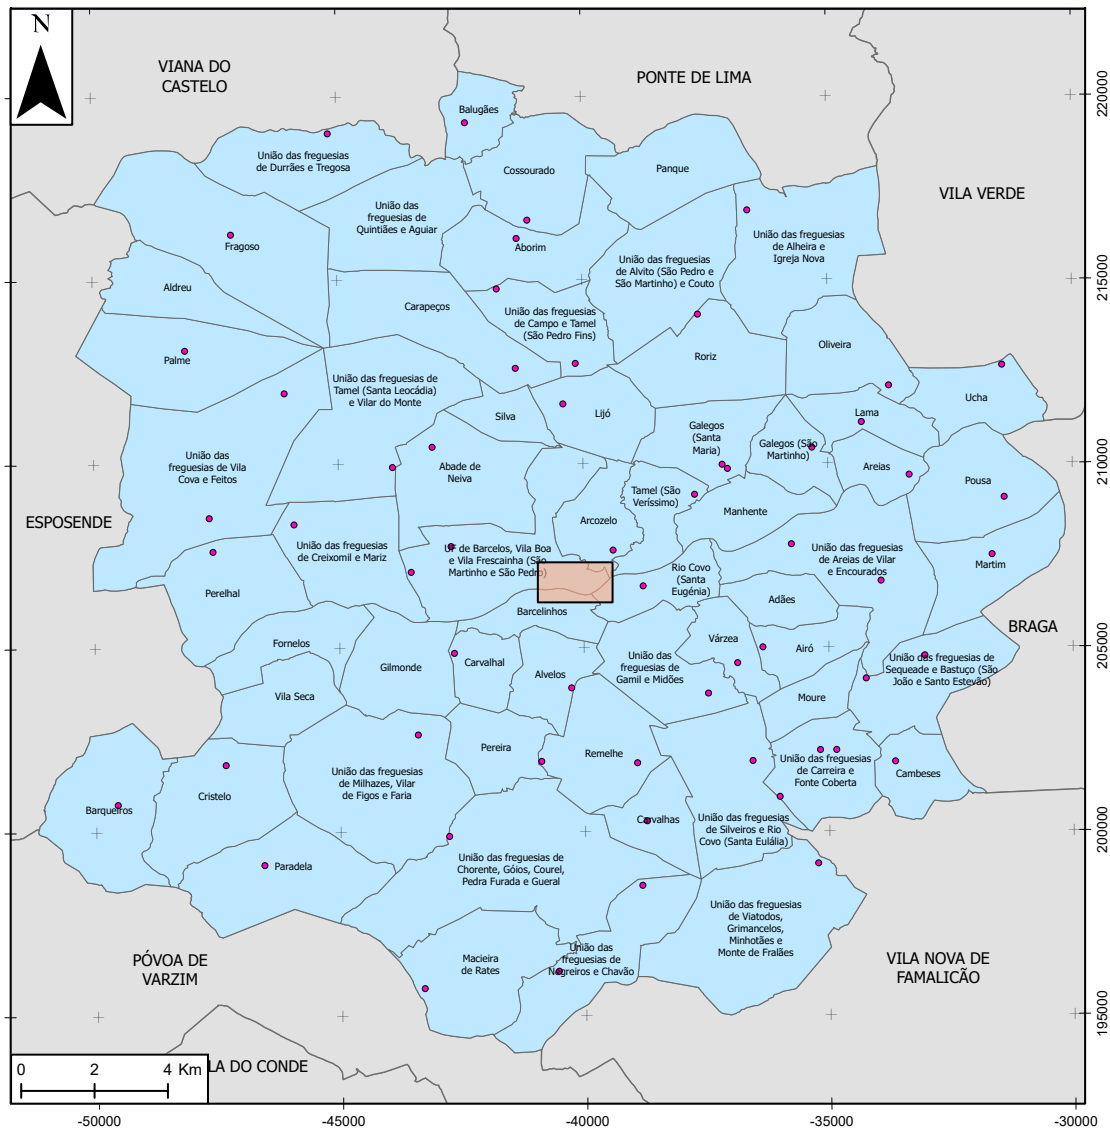 N
VIANA DO
CASTELO
PONTE DE LIMA
VILA VERDE
220000
Balugães
União das freguesias
de Durrães e Tregosa
Cossourado
Panque
União das
freguesias de
Quintiães e Aguiar
Fragoso
Aborim
União das freguesias
de Alheira e
Igreja Nova
União das freguesias
de Alvito (São Pedro e
São Martinho) e Couto
215000
Aldreu
Carapeços
União das freguesias
de Campo e Tamel
(São Pedro Fins)
Palme
Roriz
Oliveira
União das freguesias de
Tamel (Santa Leocádia)
e Vilar do Monte
Ucha
Silva
Lijó
Lama
Galegos
(Santa
Maria)
Galegos (São
Martinho)
210000
União das
freguesias de Vila
Cova e Feitos
Abade de
Neiva
Areias
Pousa
Tamel (São
Veríssimo)
Manhente
ESPOSENDE
Arcozelo
União das freguesias
de Creixomil e Mariz
UF de Barcelos, Vila Boa
e Vila Frescainha (São
Martinho e São Pedro)
União das freguesias
de Areias de Vilar
e Encourados
Martim
Rio Covo
(Santa
Eugénia)
Perelhal
Adães
Barcelinhos
BRAGA
205000
Fornelos
Gilmonde
Carvalhal
Alvelos
União das
freguesias de
Gamil e Midões
Várzea
Airó
União das freguesias de
Sequeade e Bastuço (São
João e Santo Estevão)
Vila Seca
Moure
Pereira
Remelhe
União das freguesias
de Milhazes, Vilar
de Figos e Faria
União das freguesias
de Carreira e
Fonte Coberta
Cambeses
Cristelo
Barqueiros
Carvalhas
União das freguesias
de Silveiros e Rio
Covo (Santa Eulália)
200000
Paradela
União das freguesias de
Chorente, Góios, Courel,
Pedra Furada e Gueral
União das freguesias
de Viatodos,
Grimancelos,
Minhotães e
Monte de Fralães
PÓVOA DE
VARZIM
Macieira
de Rates
União das
freguesias de
Negreiros e Chavão
VILA NOVA DE
FAMALICÃO
195000
LA DO CONDE
0 2 4 Km
-50000 -45000 -40000 -35000 -30000